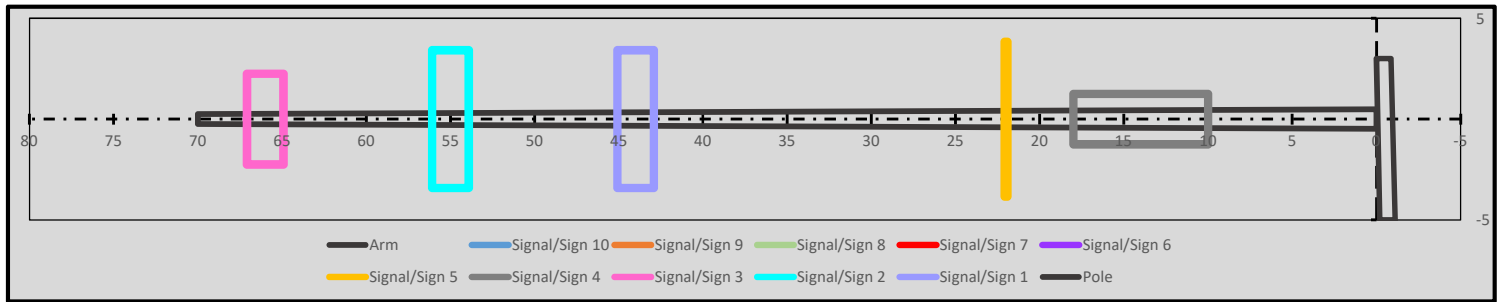 5
80 75 70 65 60 55 50 45 40 35 30 25 20 15 10 5 0 -5
-5
Arm Signal/Sign 10 Signal/Sign 9 Signal/Sign 8 Signal/Sign 7 Signal/Sign 6
Signal/Sign 5 Signal/Sign 4 Signal/Sign 3 Signal/Sign 2 Signal/Sign 1 Pole